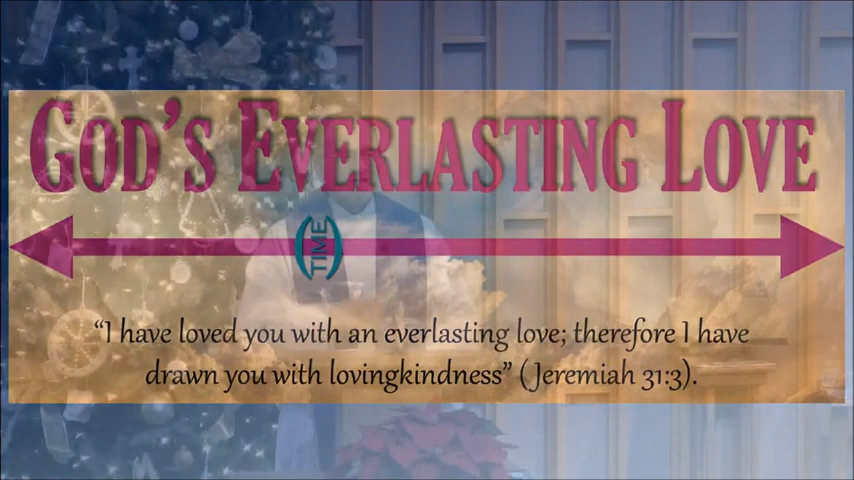 GOD'S EVERLASTING LOVE
(TIME)
“I have loved you with an everlasting love; therefore I have
drawn you with lovingkindness” (Jeremiah 31:3).